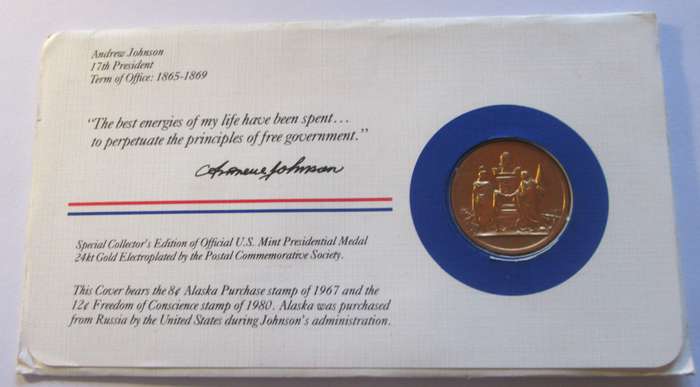 Andrew Johnson
17th President
Term of Office: 1865-1869
"The best energies of my life have been spent...
to perpetuate the principles of free government."
Andrew Johnson
Special Collector's Edition of Official U.S. Mint Presidential Medal
24kt Gold Electroplated by the Postal Commemorative Society.
This Cover bears the 8¢ Alaska Purchase stamp of 1967 and the
12¢ Freedom of Conscience stamp of 1980. Alaska was purchased
from Russia by the United States during Johnson's administration.